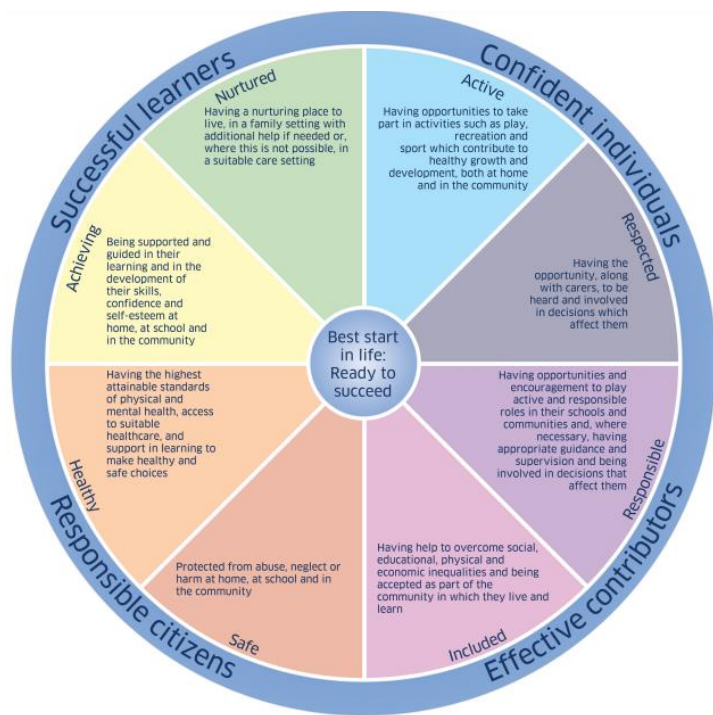 Successful learners
Confident individuals
Nurtured
Having a nurturing place to
live, in a family setting with
additional help if needed or,
where this is not possible, in
a suitable care setting
Active
Having opportunities to take
part in activities such as play,
recreation and
sport which contribute to
healthy growth and
development, both at home
and in the community
Achieving
Being supported and
guided in their
learning and in the
development of
their skills,
confidence and
self-esteem at
home, at school and
in the community
Respected
Having the
opportunity, along
with carers, to be
heard and involved
in decisions which
affect them
Best start
in life:
Ready to
succeed
Healthy
Having the highest
attainable standards
of physical and
mental health, access
to suitable
healthcare, and
support in learning to
make healthy and
safe choices
Responsible
Having opportunities and
encouragement to play
active and responsible
roles in their schools and
communities and, where
necessary, having
appropriate guidance and
supervision and being
involved in decisions that
affect them
Protected from abuse, neglect or
harm at home, at school and in
the community
Safe
Having help to overcome social,
educational, physical and
economic inequalities and being
accepted as part of the
community in which they live and
learn
Included
Responsible citizens
Effective contributors